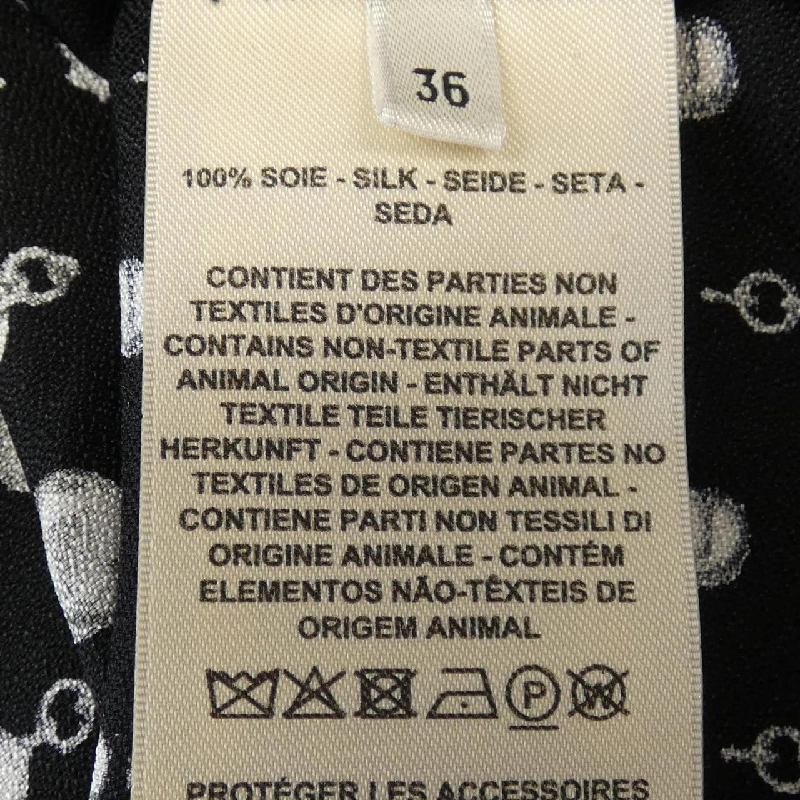 36
100% SOIE - SILK - SEIDE - SETA -
SEDA
CONTIENT DES PARTIES NON
TEXTILES D'ORIGINE ANIMALE -
CONTAINS NON-TEXTILE PARTS OF
ANIMAL ORIGIN - ENTHÄLT NICHT
TEXTILE TEILE TIERISCHER
HERKUNFT - CONTIENE PARTES NO
TEXTILES DE ORIGEN ANIMAL -
CONTIENE PARTI NON TESSILI DI
ORIGINE ANIMALE - CONTÉM
ELEMENTOS NÃO-TÊXTEIS DE
ORIGEM ANIMAL
P W
PROTÉGER LES ACCESSOIRES